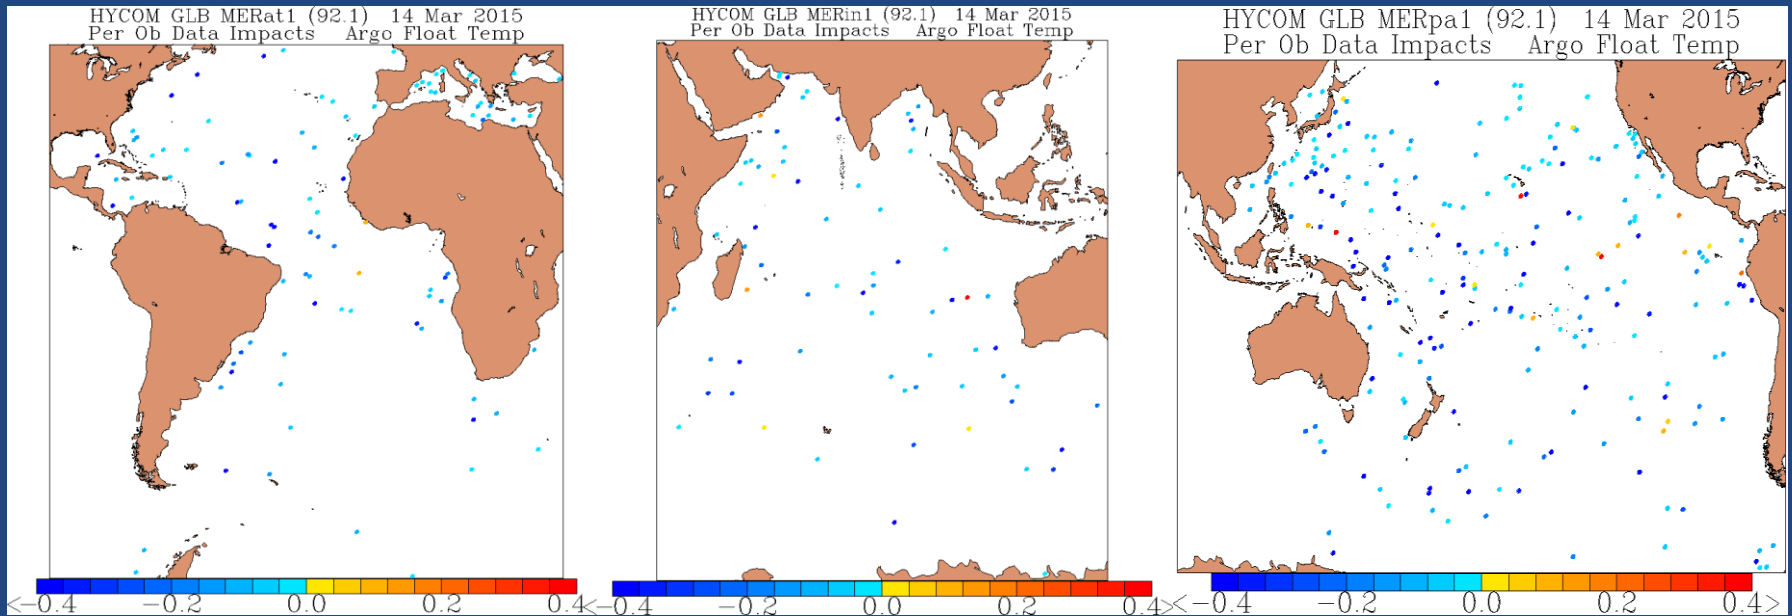 HYCOM GLB MERat1 (92.1) 14 Mar 2015
Per Ob Data Impacts Argo Float Temp
<-0.4 -0.2 0.0 0.2 0.4>
HYCOM GLB MERin1 (92.1) 14 Mar 2015
Per Ob Data Impacts Argo Float Temp
<-0.4 -0.2 0.0 0.2 0.4>
HYCOM GLB MERpa1 (92.1) 14 Mar 2015
Per Ob Data Impacts Argo Float Temp
<-0.4 -0.2 0.0 0.2 0.4>